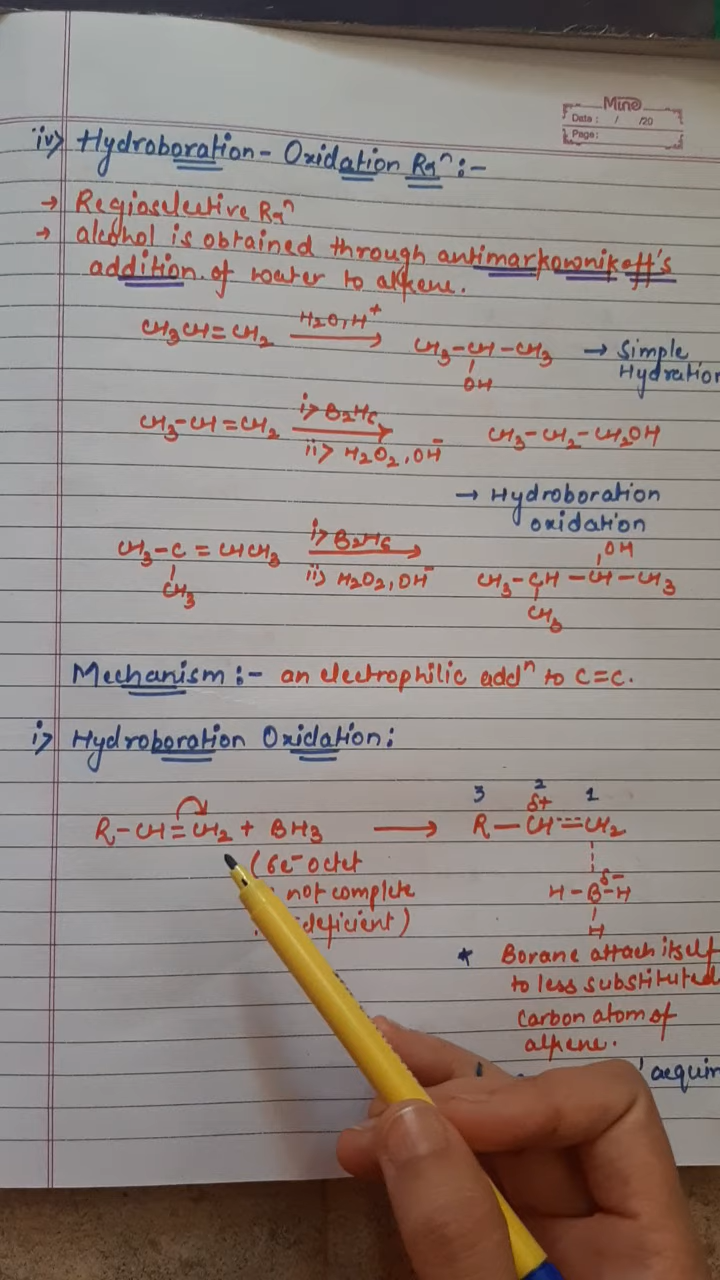 Mine
Date : / /20
Page:
iv> Hydroboration - Oxidation Rxⁿ :-
→ Regioselective Rxⁿ
→ alcohol is obtained through antimarkownikoff's
addition of water to alkene.
CH3CH=CH2 H2O, H⁺ CH3-CH-CH3 → Simple
OH Hydration
CH3-CH=CH2 i> B2H6 CH3-CH2-CH2OH
ii> H2O2, OH⁻
→ Hydroboration
oxidation
OH
CH3-C=CHCH3 i> B2H6 CH3-CH-CH-CH3
CH3 ii) H2O2, OH⁻ CH3
Mechanism :- an electrophilic addⁿ to C=C.
i> Hydroboration Oxidation :
3 2 1
δ+
R-CH=CH2 + BH3 → R-CH=CH2
(6e⁻ octet δ-
not complete H-B-H
deficient) H
* Borane attach itself
to less substituted
carbon atom of
alkene.
acquir